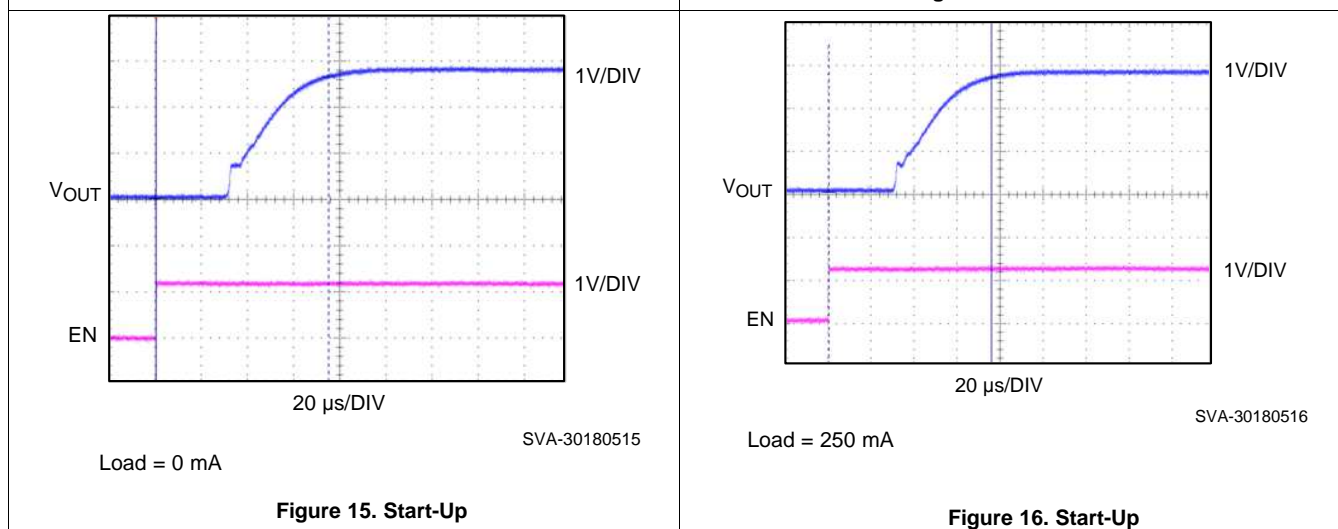 1V/DIV
VOUT
1V/DIV
EN
20 µs/DIV
SVA-30180515
Load = 0 mA
Figure 15. Start-Up
1V/DIV
VOUT
1V/DIV
EN
20 µs/DIV
SVA-30180516
Load = 250 mA
Figure 16. Start-Up